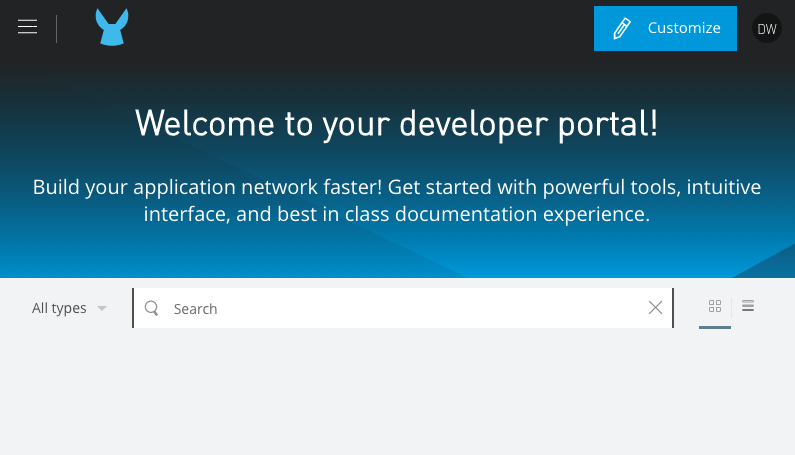 Customize
DW
Welcome to your developer portal!
Build your application network faster! Get started with powerful tools, intuitive
interface, and best in class documentation experience.
All types
Search